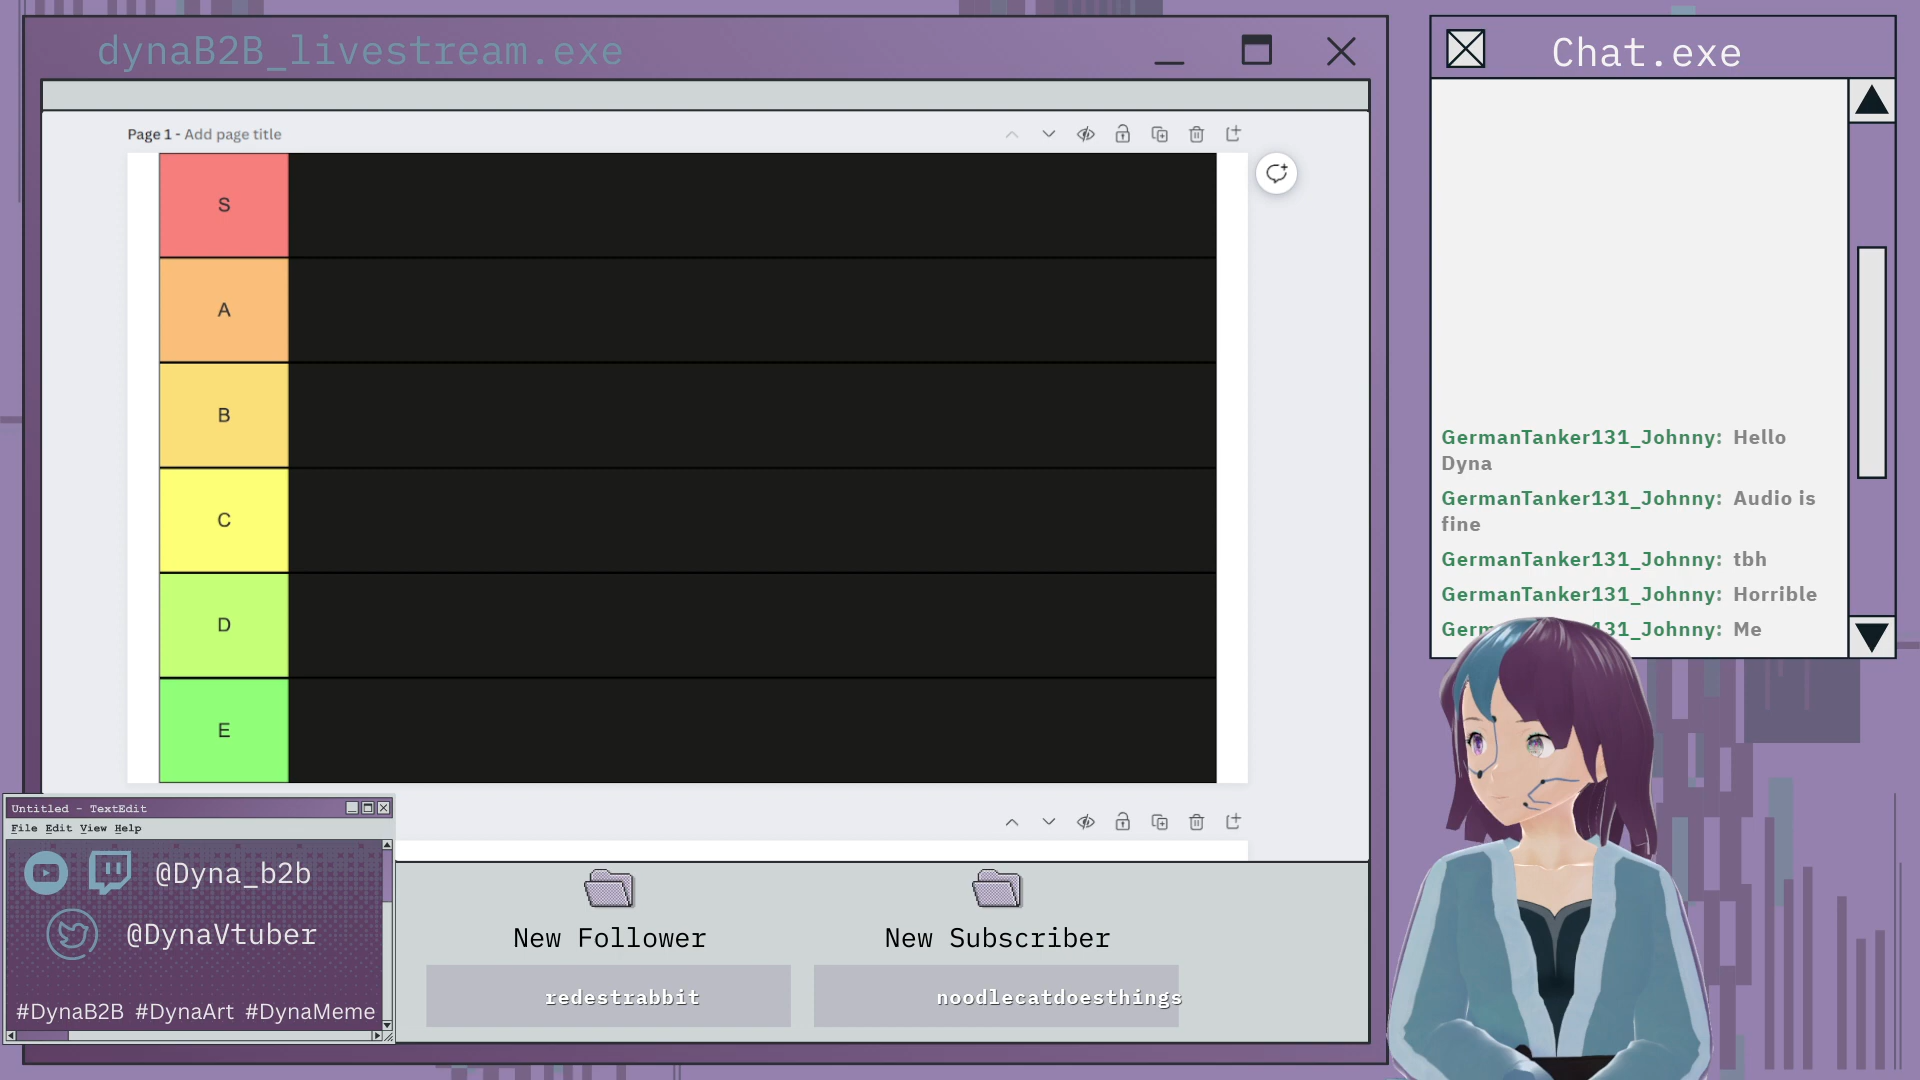 dynaB2B_livestream.exe
Chat.exe
Page 1 - Add page title
S
A
B
C
D
E
GermanTanker131_Johnny: Hello
Dyna
GermanTanker131_Johnny: Audio is
fine
GermanTanker131_Johnny: tbh
GermanTanker131_Johnny: Horrible
Germ 31_Johnny: Me
Untitled - TextEdit
File Edit View Help
@Dyna_b2b
@DynaVtuber
#DynaB2B #DynaArt #DynaMeme
New Follower
redestrabbit
New Subscriber
noodlecatdoesthings